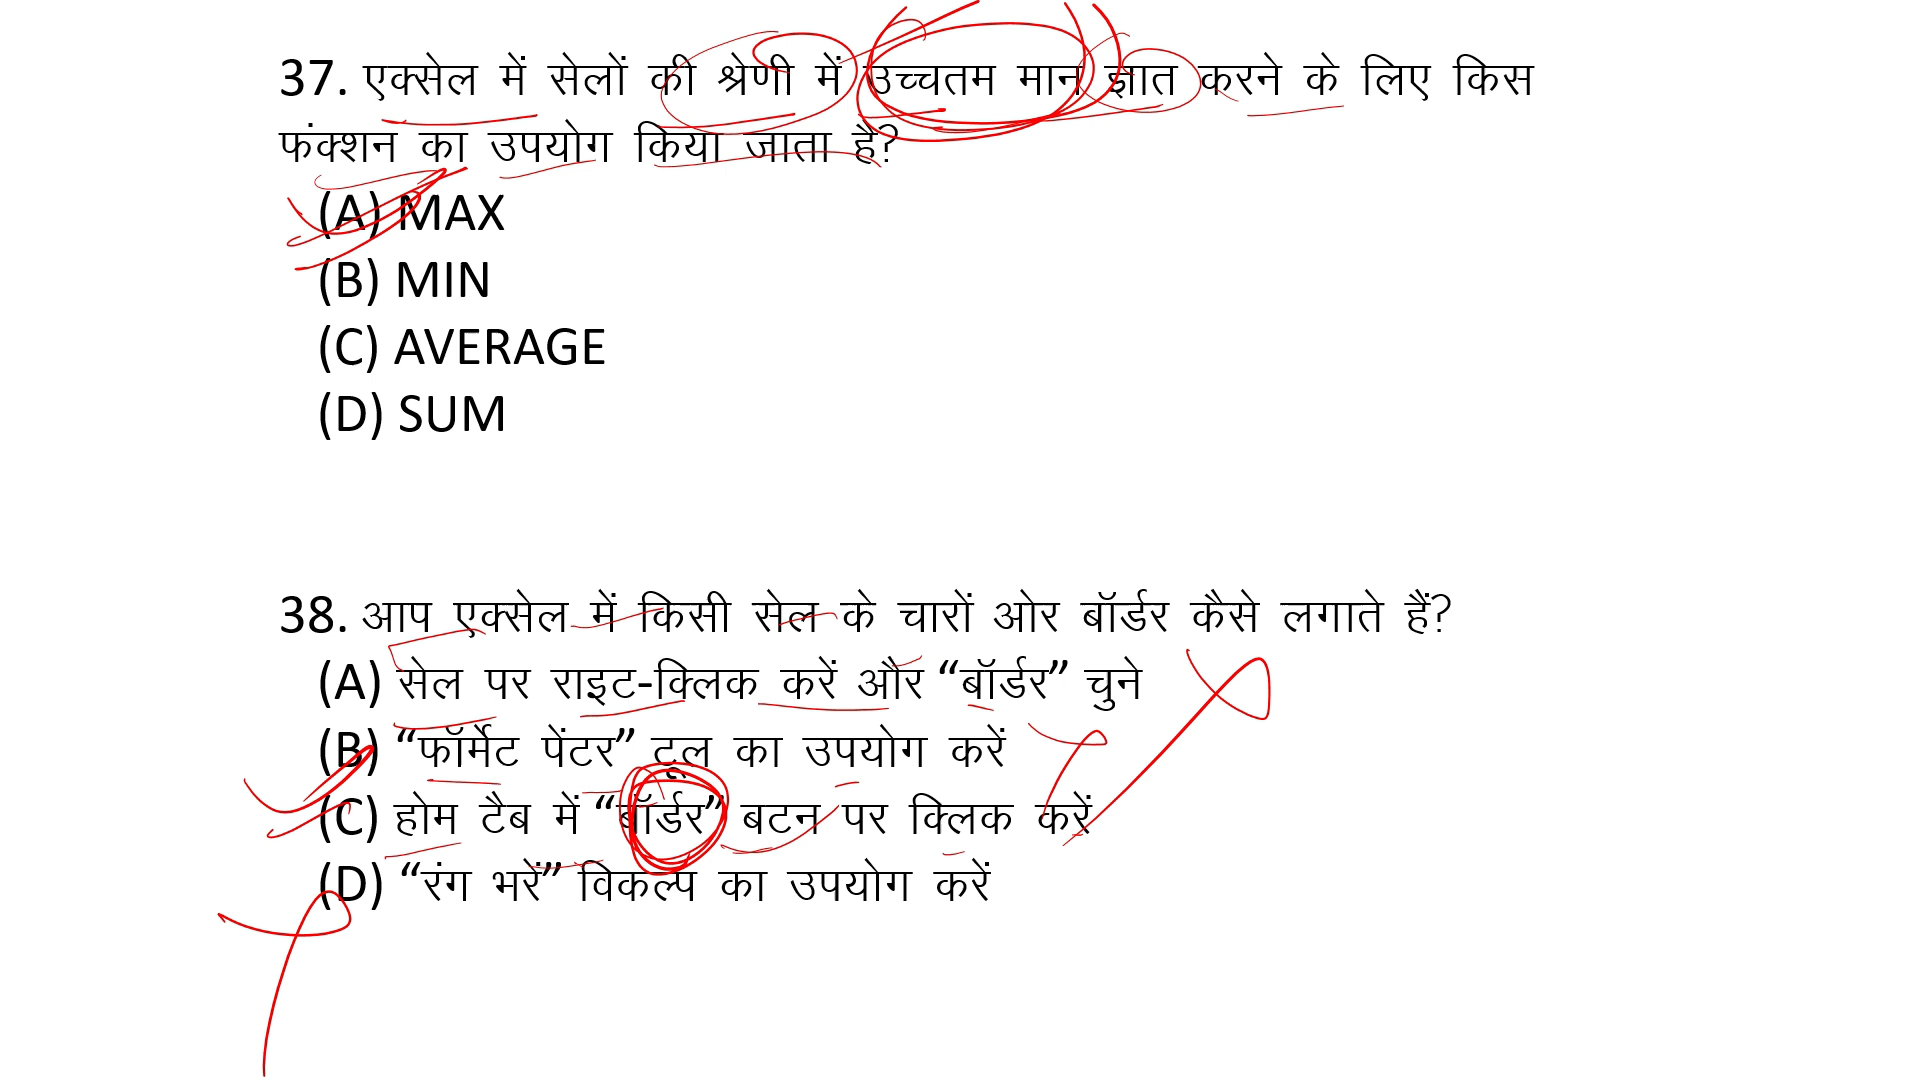 37. एक्सेल में सेलों की श्रेणी में उच्चतम मान ज्ञात करने के लिए किस
फंक्शन का उपयोग किया जाता है?
(A) MAX
(B) MIN
(C) AVERAGE
(D) SUM
38. आप एक्सेल में किसी सेल के चारों ओर बॉर्डर कैसे लगाते हैं?
(A) सेल पर राइट-क्लिक करें और “बॉर्डर” चुने
(B) “फॉर्मेट पेंटर” टूल का उपयोग करें
(C) होम टैब में “बॉर्डर” बटन पर क्लिक करें
(D) “रंग भरें” विकल्प का उपयोग करें